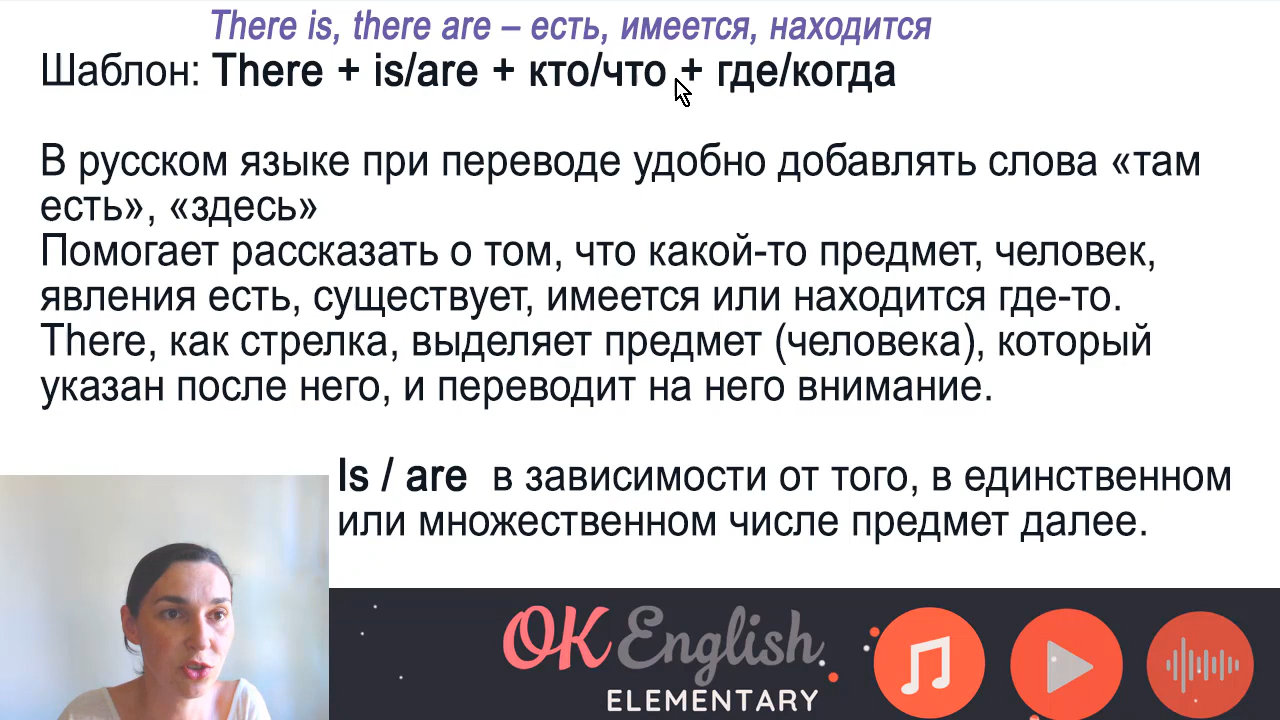 There is, there are – есть, имеется, находится
Шаблон: There + is/are + кто/что + где/когда
В русском языке при переводе удобно добавлять слова «там
есть», «здесь»
Помогает рассказать о том, что какой-то предмет, человек,
явления есть, существует, имеется или находится где-то.
There, как стрелка, выделяет предмет (человека), который
указан после него, и переводит на него внимание.
Is / are в зависимости от того, в единственном
или множественном числе предмет далее.
OK English
ELEMENTARY